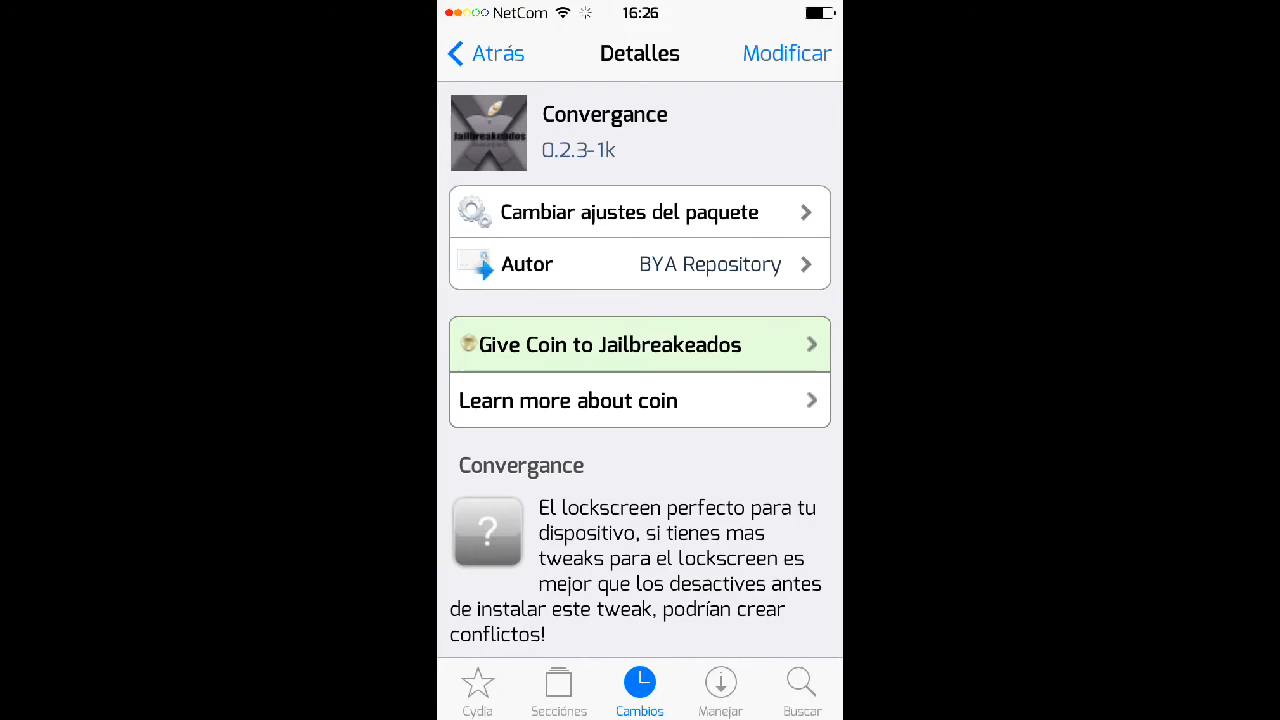 NetCom 16:26
Atrás Detalles Modificar
Jailbreakeados
Convergance
0.2.3-1k
Cambiar ajustes del paquete
Autor BYA Repository
Give Coin to Jailbreakeados
Learn more about coin
Convergance
?
El lockscreen perfecto para tu
dispositivo, si tienes mas
tweaks para el lockscreen es
mejor que los desactives antes
de instalar este tweak, podrían crear
conflictos!
Cydia Secciónes Cambios Manejar Buscar